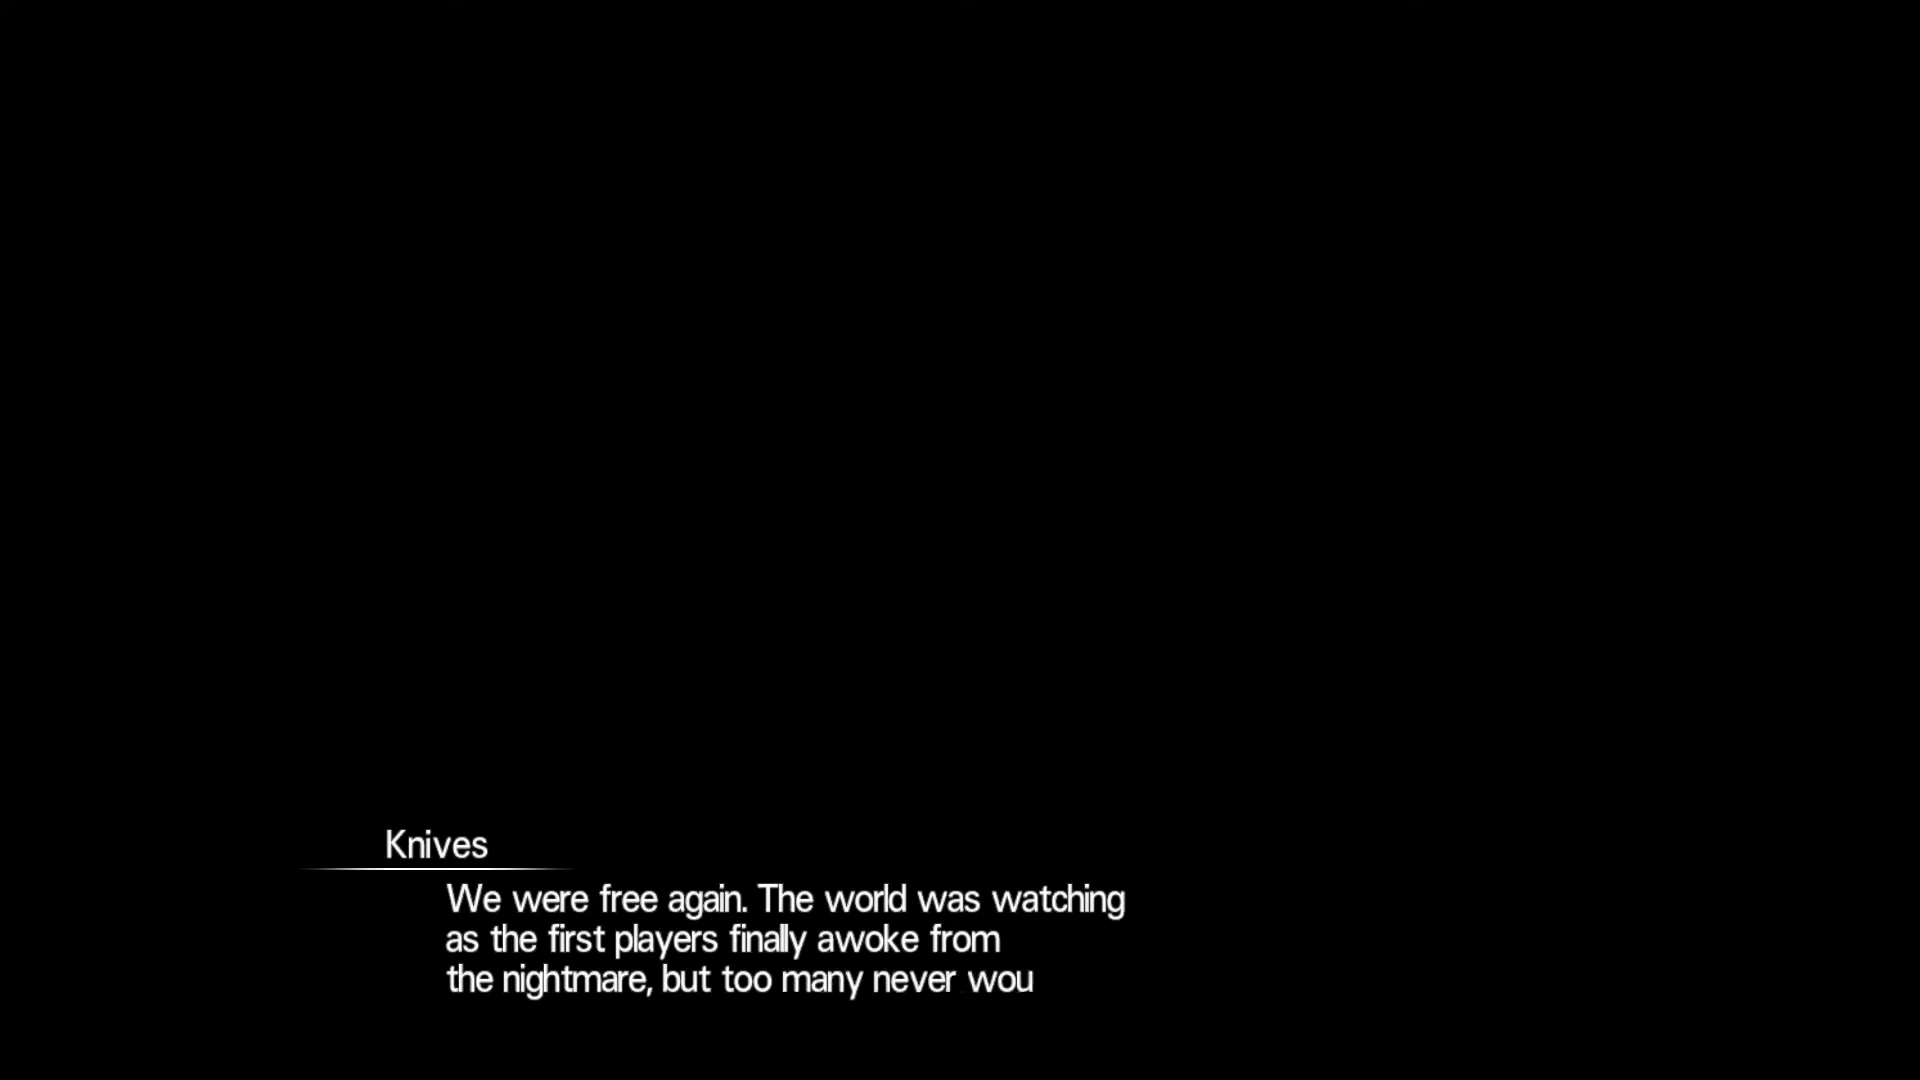 Knives
We were free again. The world was watching
as the first players finally awoke from
the nightmare, but too many never wou